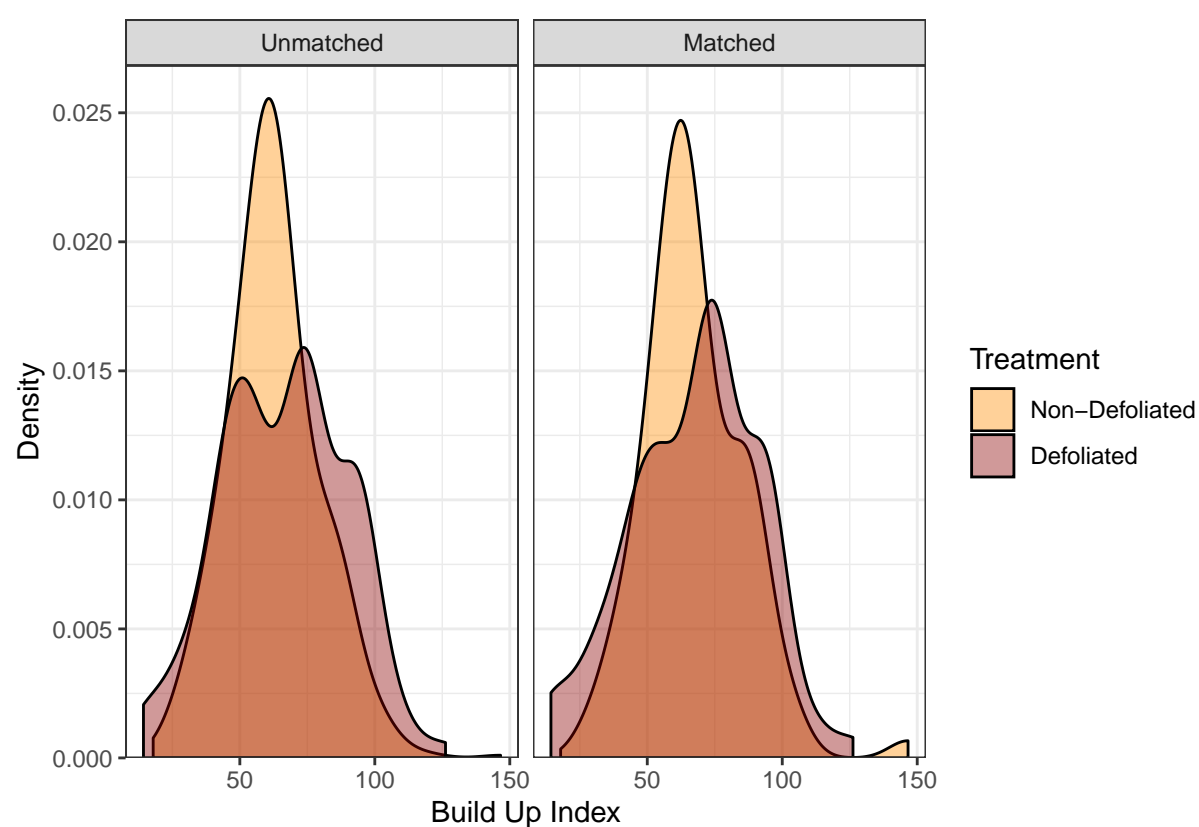 Unmatched
Matched
0.025
0.020
0.015
0.010
0.005
0.000
Density
50
100
150
50
100
150
Build Up Index
Treatment
Non−Defoliated
Defoliated